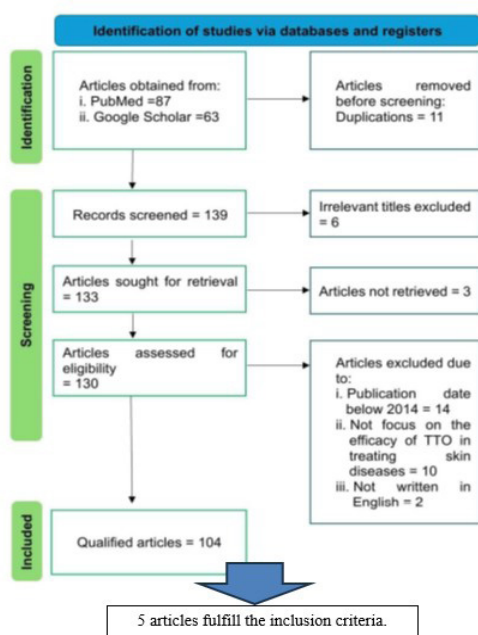 Identification of studies via databases and registers
Identification
Articles obtained from:
i. PubMed =87
ii. Google Scholar =63
Articles removed
before screening:
Duplications = 11
Screening
Records screened = 139
Irrelevant titles excluded
= 6
Articles sought for retrieval
= 133
Articles not retrieved = 3
Articles assessed for
eligibility
= 130
Articles excluded due
to:
i. Publication date
below 2014 = 14
ii. Not focus on the
efficacy of TTO in
treating skin
diseases = 10
iii. Not written in
English = 2
Included
Qualified articles = 104
5 articles fulfill the inclusion criteria.